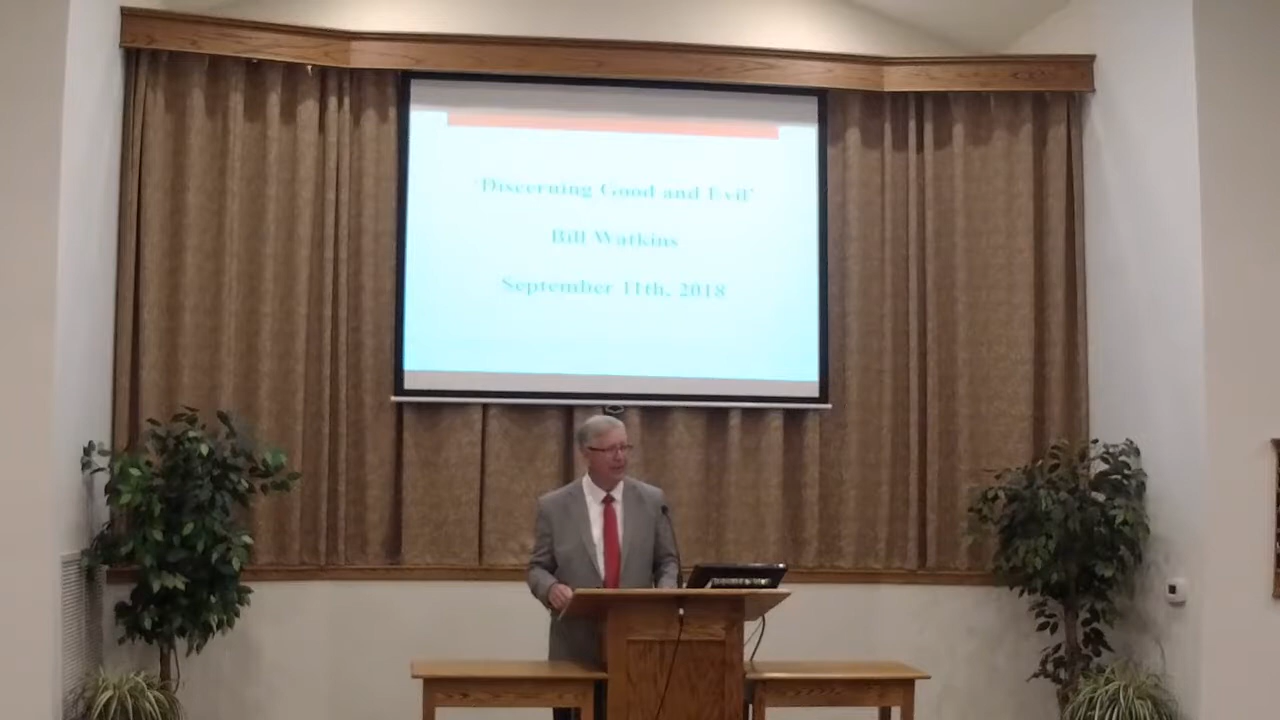 'Discerning Good and Evil'
Bill Watkins
September 11th, 2018